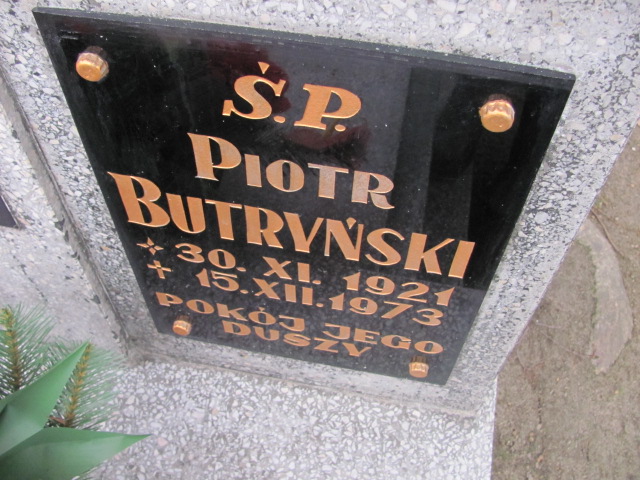 Ś.P.
PIOTR
BUTRYŃSKI
* 30. XI. 1921
+ 15. XII. 1973
POKÓJ JEGO
DUSZY